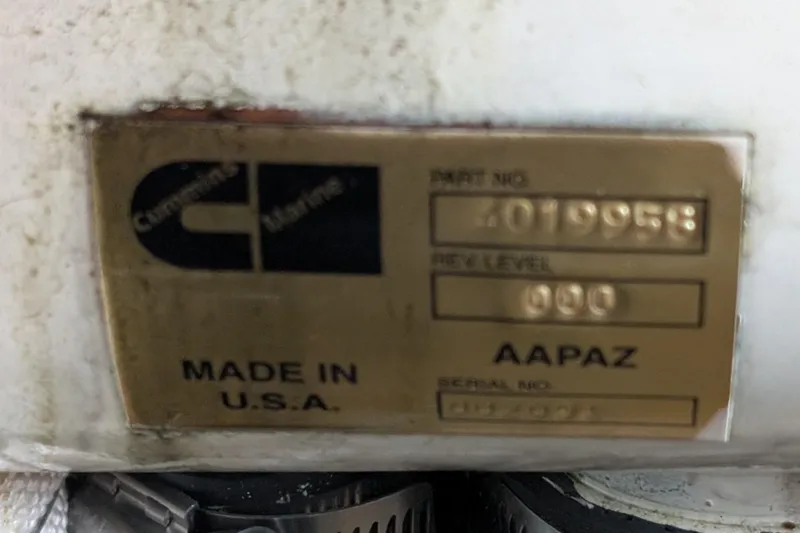 Cummins Marine
PART NO.
4019958
REV. LEVEL
000
AAPAZ
MADE IN
U.S.A.
SERIAL NO.